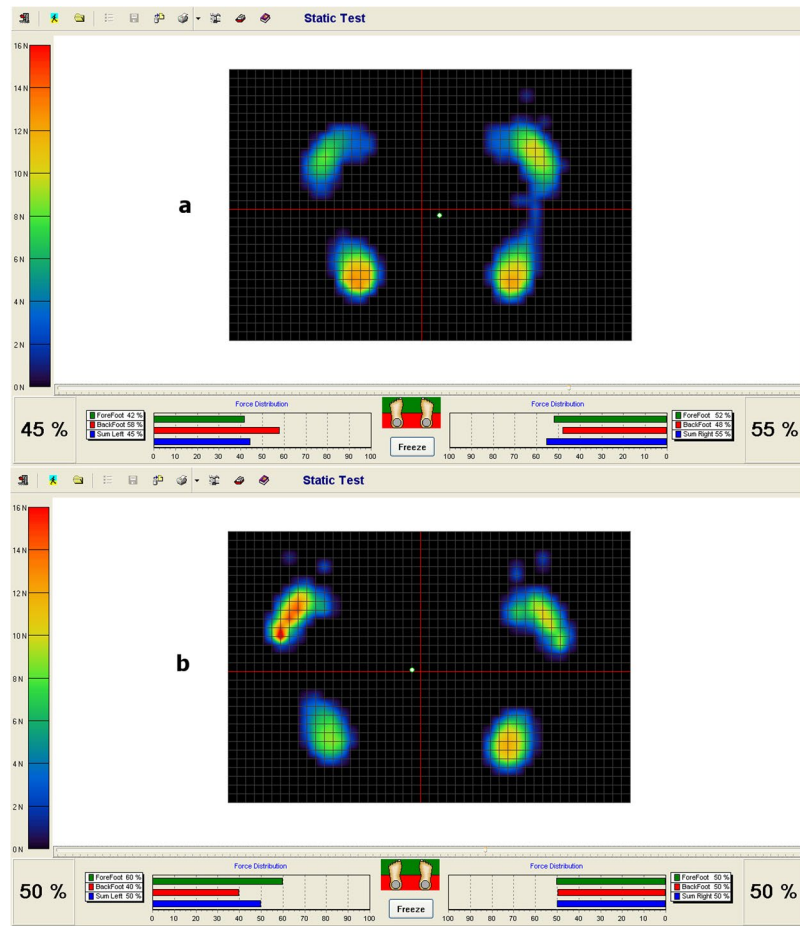 Static Test
16 N
14 N
12 N
10 N
8 N
6 N
4 N
2 N
0 N
a
45 %
ForeFoot 42 %
BackFoot 58 %
Sum Left 45 %
Force Distribution
0 10 20 30 40 50 60 70 80 90 100
Freeze
Force Distribution
100 90 80 70 60 50 40 30 20 10 0
ForeFoot 52 %
BackFoot 48 %
Sum Right 55 %
55 %
Static Test
16 N
14 N
12 N
10 N
8 N
6 N
4 N
2 N
0 N
b
50 %
ForeFoot 60 %
BackFoot 40 %
Sum Left 50 %
Force Distribution
0 10 20 30 40 50 60 70 80 90 100
Freeze
Force Distribution
100 90 80 70 60 50 40 30 20 10 0
ForeFoot 50 %
BackFoot 50 %
Sum Right 50 %
50 %